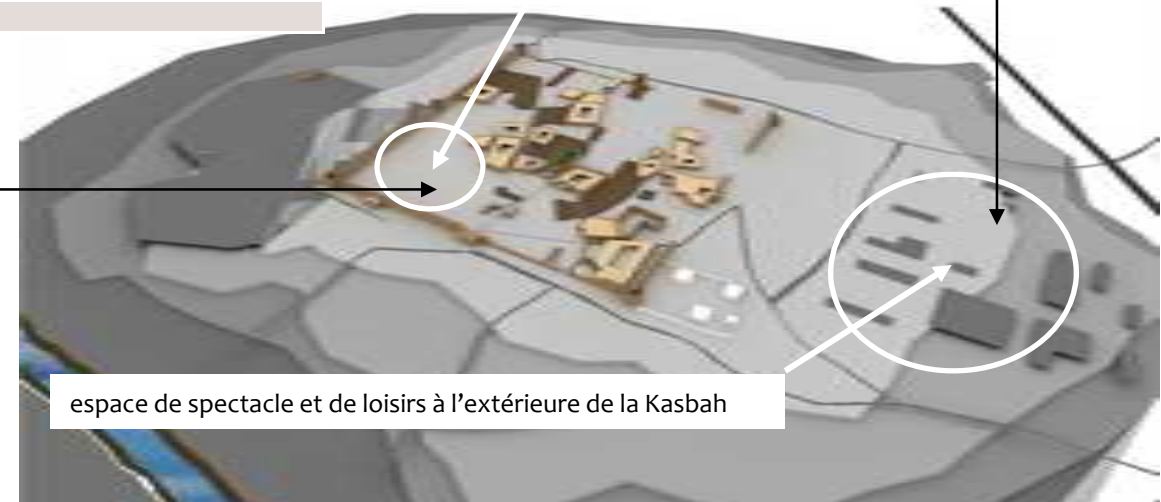 espace de spectacle et de loisirs à l’extérieure de la Kasbah